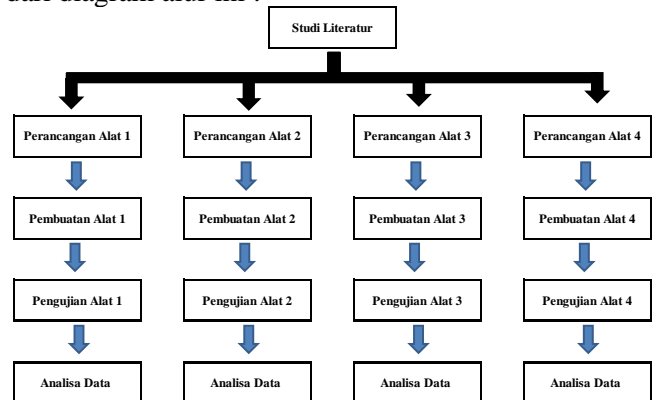 dari diagram alur ini :
Studi Literatur
Perancangan Alat 1
Perancangan Alat 2
Perancangan Alat 3
Perancangan Alat 4
Pembuatan Alat 1
Pembuatan Alat 2
Pembuatan Alat 3
Pembuatan Alat 4
Pengujian Alat 1
Pengujian Alat 2
Pengujian Alat 3
Pengujian Alat 4
Analisa Data
Analisa Data
Analisa Data
Analisa Data